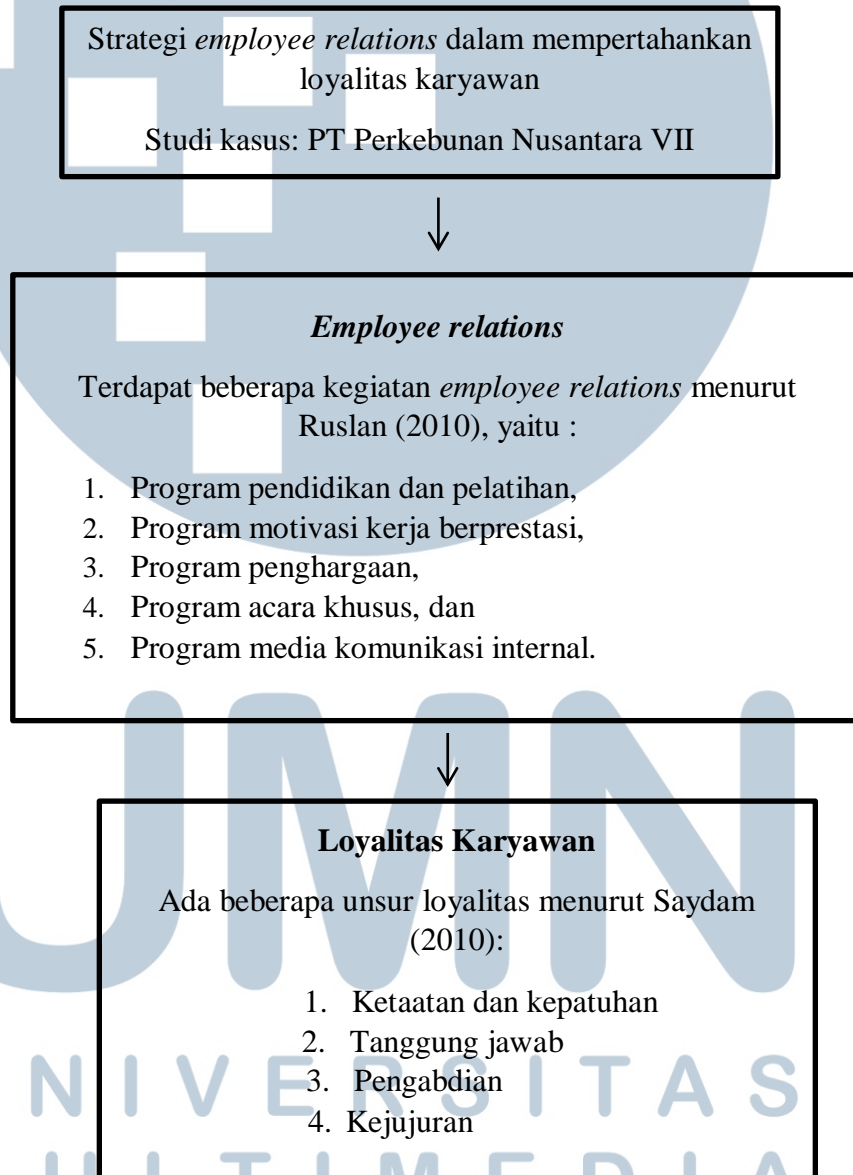 Strategi employee relations dalam mempertahankan
loyalitas karyawan
Studi kasus: PT Perkebunan Nusantara VII
Employee relations
Terdapat beberapa kegiatan employee relations menurut
Ruslan (2010), yaitu :
1. Program pendidikan dan pelatihan,
2. Program motivasi kerja berprestasi,
3. Program penghargaan,
4. Program acara khusus, dan
5. Program media komunikasi internal.
UMN
Loyalitas Karyawan
Ada beberapa unsur loyalitas menurut Saydam
(2010):
1. Ketaatan dan kepatuhan
2. Tanggung jawab
3. Pengabdian
4. Kejujuran
NIVERSITAS